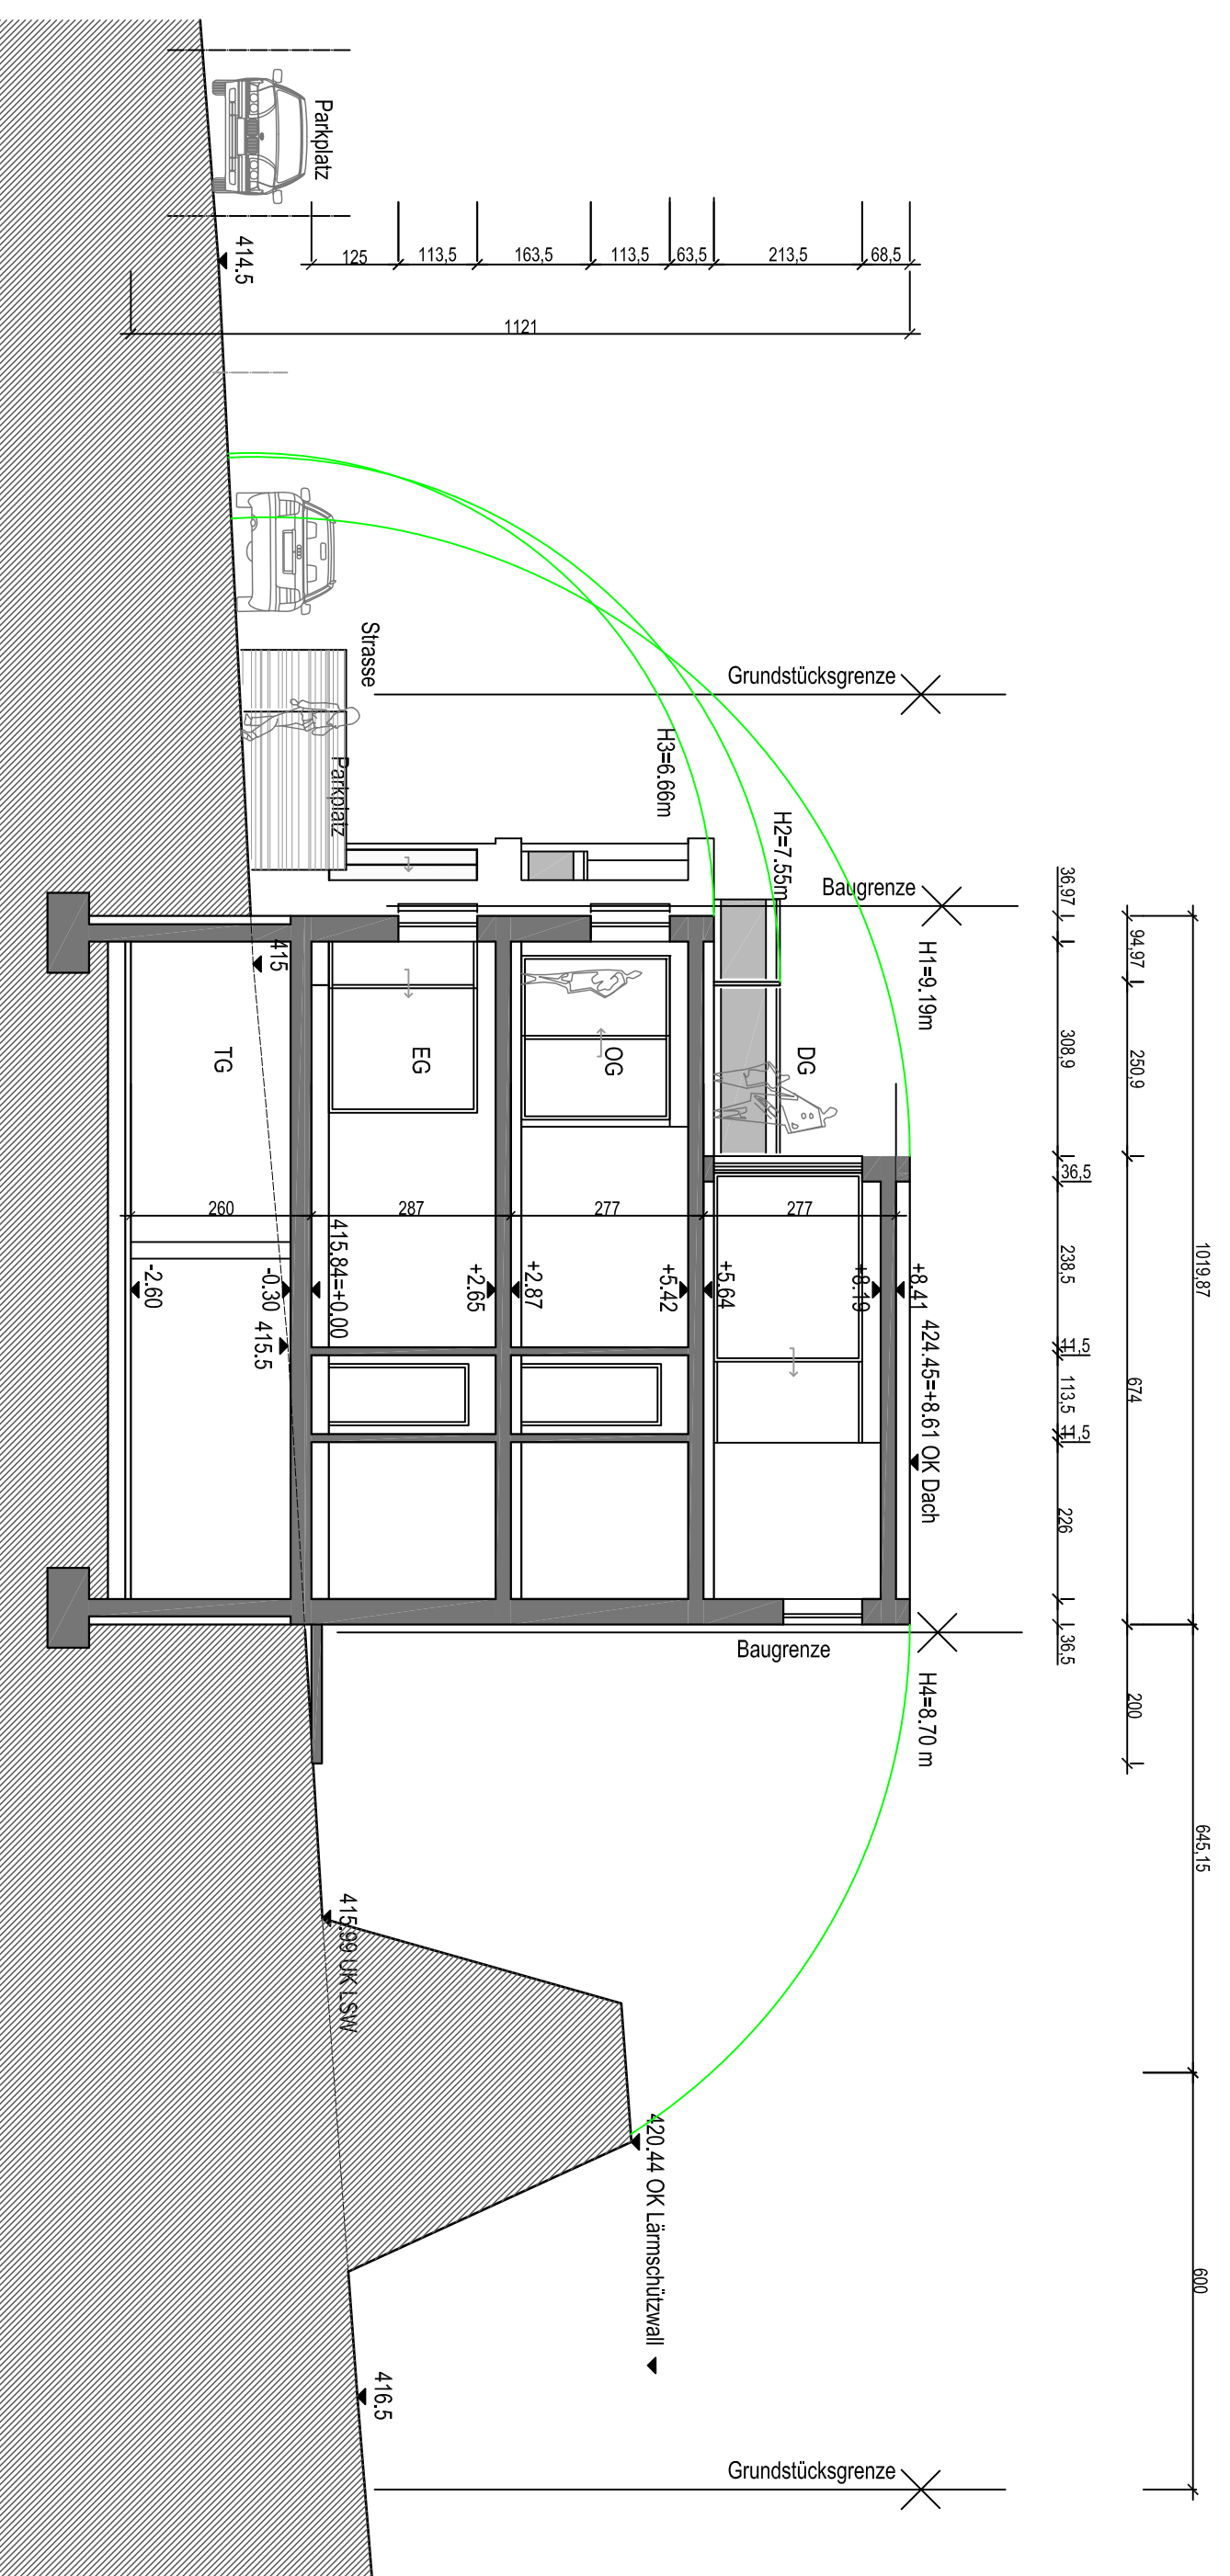 Parkplatz
414.5
125
113,5
163,5
113,5
63,5
213,5
68,5
1121
Strasse
Parkplatz
Grundstücksgrenze
H3=6.66m
H2=7.55m
Baugrenze
H1=9.19m
36,97
94,97
308,9
250,9
36,5
238,5
11,5
113,5
11,5
226
36,5
674
200
1019,87
645,15
600
415
TG
EG
OG
DG
260
287
277
277
-2.60
-0.30
415.5
415.84=+0.00
+2.65
+2.87
+5.42
+5.64
+8.19
+8.41
424.45=+8.61 OK Dach
Baugrenze
H4=8.70 m
415.99 UK LSW
420.44 OK Lärmschützwall
416.5
Grundstücksgrenze